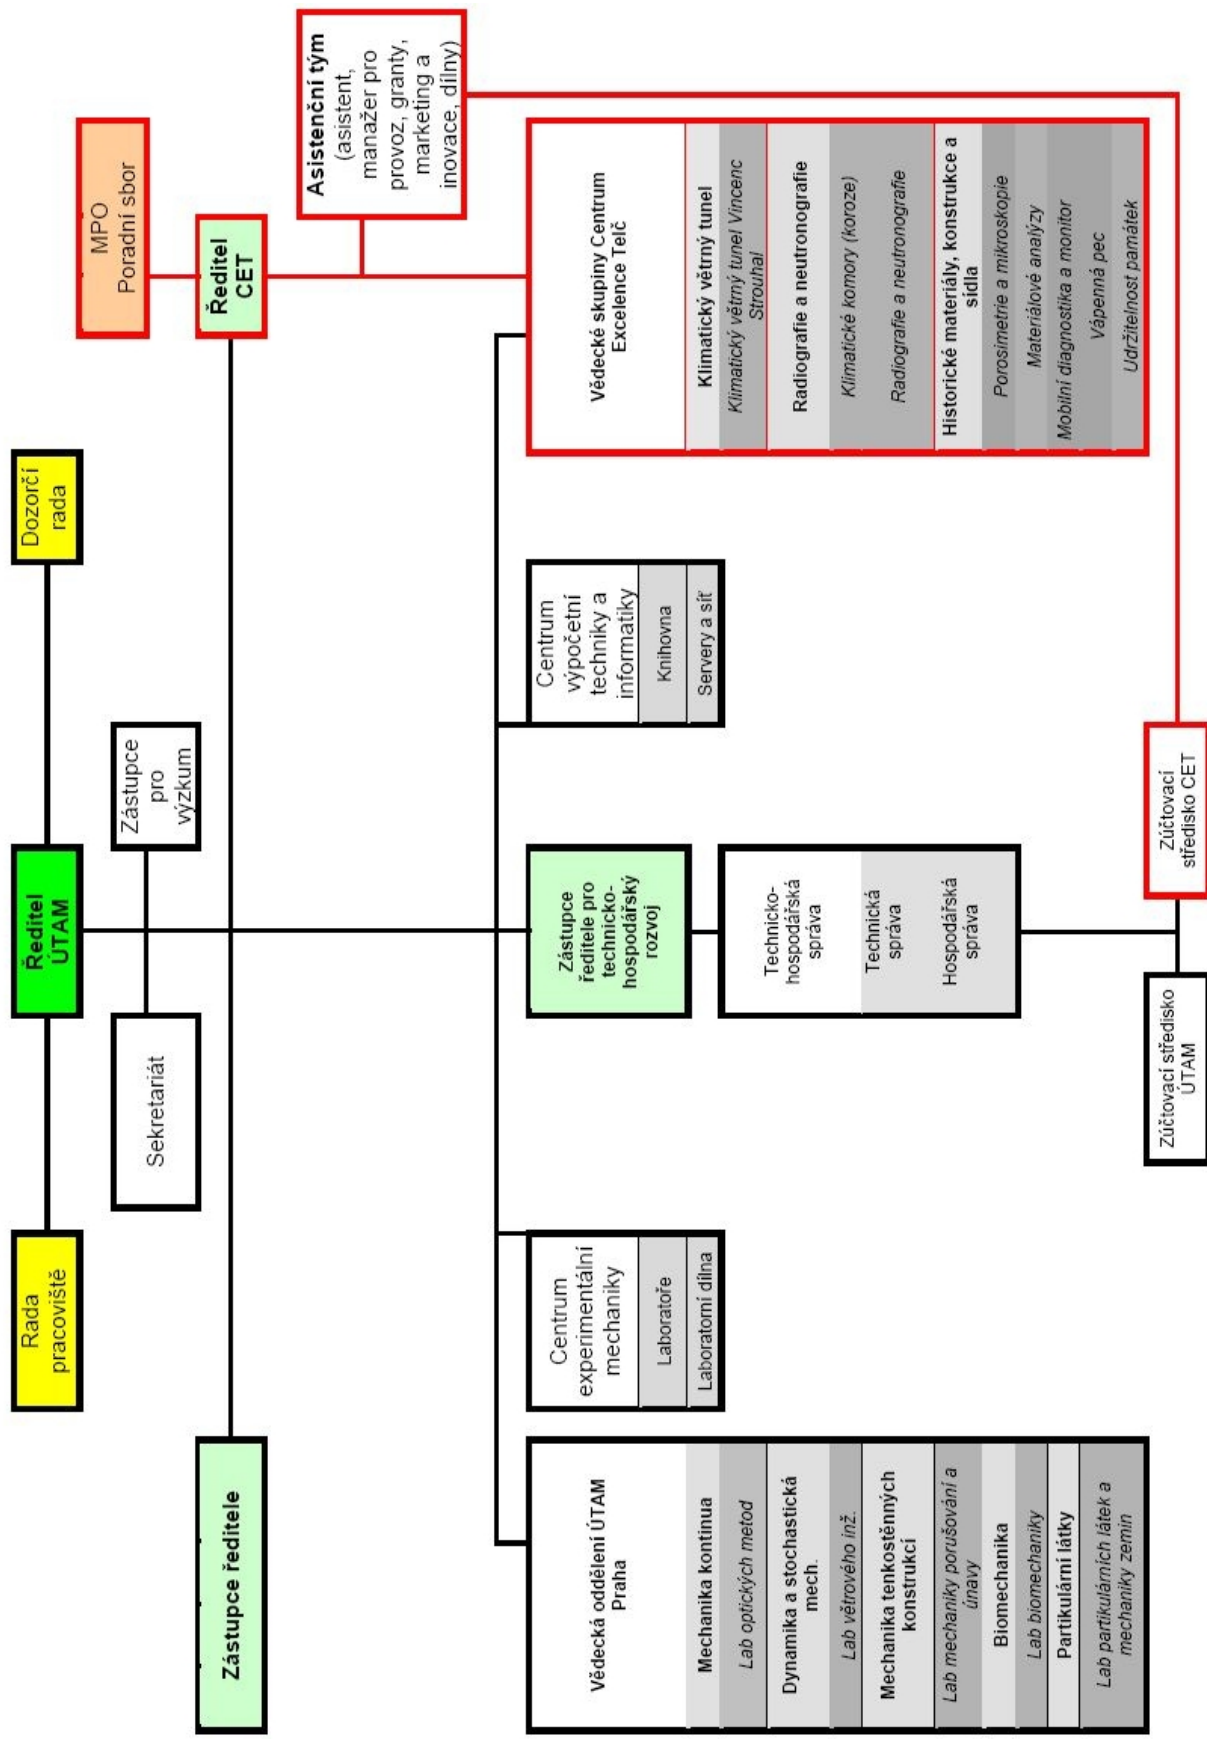 Rada
pracoviště
Ředitel
ÚTAM
Dozorčí
rada
MPO
Poradní sbor
Sekretariát
Zástupce
pro
výzkum
Zástupce ředitele
Ředitel
CET
Asistenční tým
(asistent,
manažer pro
provoz, granty,
marketing a
inovace, dílny)
Vědecká oddělení ÚTAM
Praha
Mechanika kontinua
Lab optických metod
Dynamika a stochastická
mech.
Lab větrového inž.
Mechanika tenkostěnných
konstrukcí
Lab mechaniky porušování a
únavy
Biomechanika
Lab biomechaniky
Partikulární látky
Lab partikulárních látek a
mechaniky zemin
Centrum
experimentální
mechaniky
Laboratoře
Laboratorní dílna
Zástupce
ředitele pro
technicko-
hospodářský
rozvoj
Technicko-
hospodářská
správa
Technická
správa
Hospodářská
správa
Centrum
výpočetní
techniky a
informatiky
Knihovna
Servery a síť
Vědecké skupiny Centrum
Excelence Telč
Klimatický větrný tunel
Klimatický větrný tunel Vincenc
Strouhal
Radiografie a neutronografie
Klimatické komory (koroze)
Radiografie a neutronografie
Historické materiály, konstrukce a
sídla
Porosimetrie a mikroskopie
Materiálové analýzy
Mobilní diagnostika a monitor
Vápenná pec
Udržitelnost památek
Zúčtovací středisko
ÚTAM
Zúčtovací
středisko CET